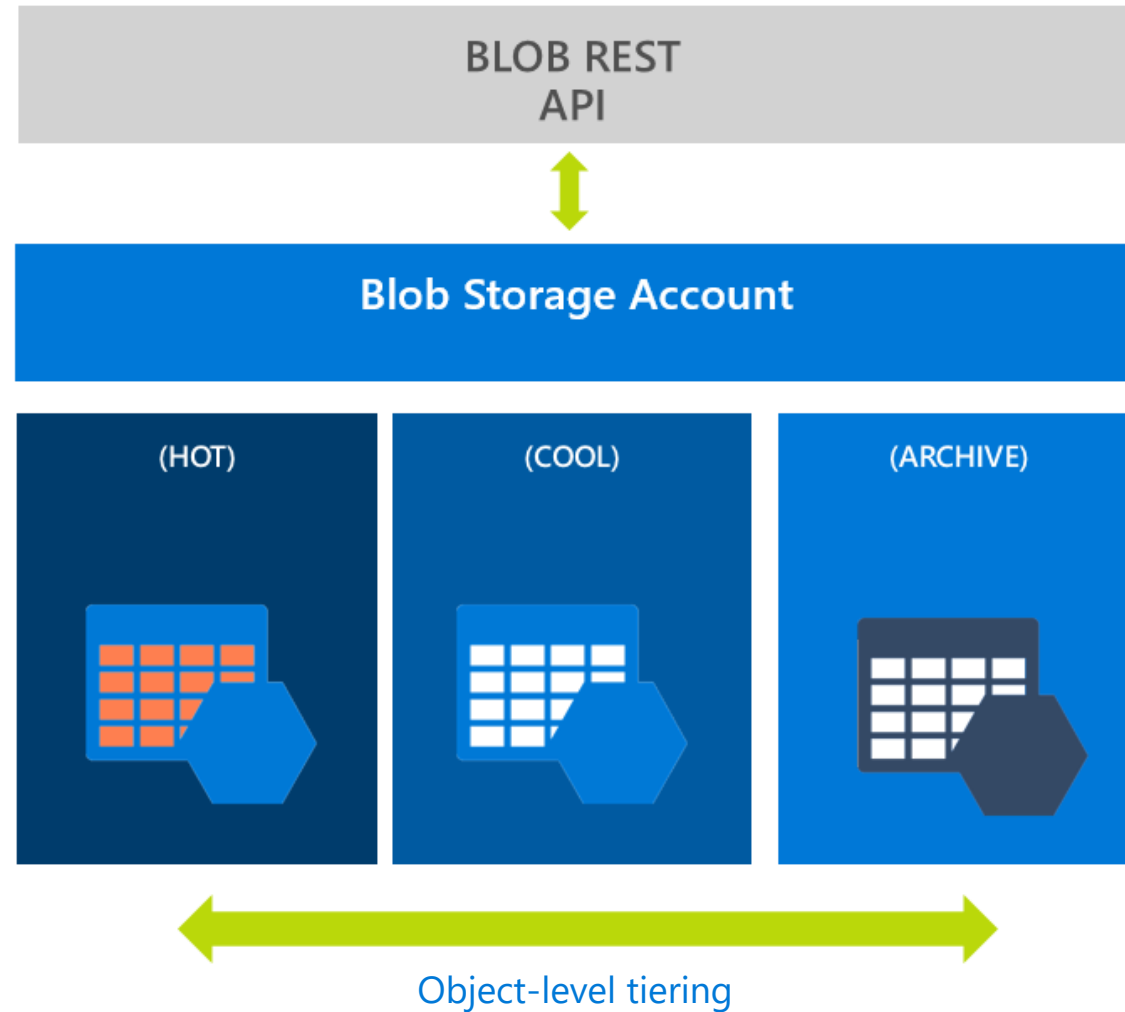 BLOB REST
API
Blob Storage Account
(HOT)
(COOL)
(ARCHIVE)
Object-level tiering